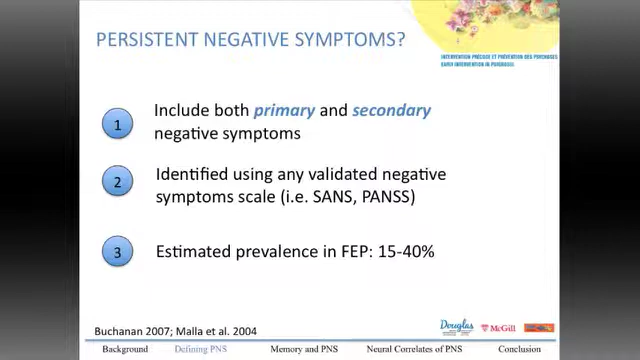 PERSISTENT NEGATIVE SYMPTOMS?
INTERVENTION PRÉCOCE ET PRÉVENTION DES PSYCHOSES
EARLY INTERVENTION IN PSYCHOSIS
1
Include both primary and secondary
negative symptoms
2
Identified using any validated negative
symptoms scale (i.e. SANS, PANSS)
3
Estimated prevalence in FEP: 15-40%
Buchanan 2007; Malla et al. 2004
Douglas
McGill
Background Defining PNS Memory and PNS Neural Correlates of PNS Conclusion